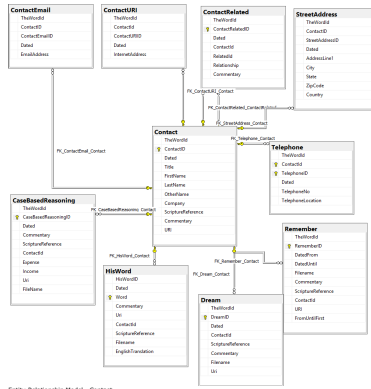 ContactEmail
TheWordId
ContactID
ContactEmailID
Dated
EmailAddress
ContactURI
TheWordId
ContactID
ContactURIID
Dated
InternetAddress
ContactRelated
TheWordId
ContactRelatedID
Dated
ContactId
RelatedId
Relationship
Commentary
StreetAddress
TheWordId
ContactID
StreetAddressID
Dated
AddressLine1
City
State
ZipCode
Country
FK_ContactURI_Contact
FK_ContactRelated_Contact
FK_StreetAddress_Contact
FK_Telephone_Contact
FK_ContactEmail_Contact
Contact
TheWordId
ContactID
Dated
Title
FirstName
LastName
OtherName
Company
ScriptureReference
Commentary
URI
Telephone
TheWordId
ContactId
TelephoneID
Dated
TelephoneNo
TelephoneLocation
CaseBasedReasoning
TheWordId
CaseBasedReasoningID
Dated
Commentary
ScriptureReference
ContactId
Expense
Income
Uri
FileName
FK_CaseBasedReasoning_Contact
FK_HisWord_Contact
FK_Remember_Contact
FK_Dream_Contact
Remember
TheWordId
RememberID
DatedFrom
DatedUntil
Filename
Commentary
ScriptureReference
ContactId
URI
FromUntilFirst
HisWord
HisWordID
Dated
Word
Commentary
Uri
ContactId
ScriptureReference
Filename
EnglishTranslation
Dream
TheWordId
DreamID
Dated
ContactId
ScriptureReference
Commentary
Filename
Uri